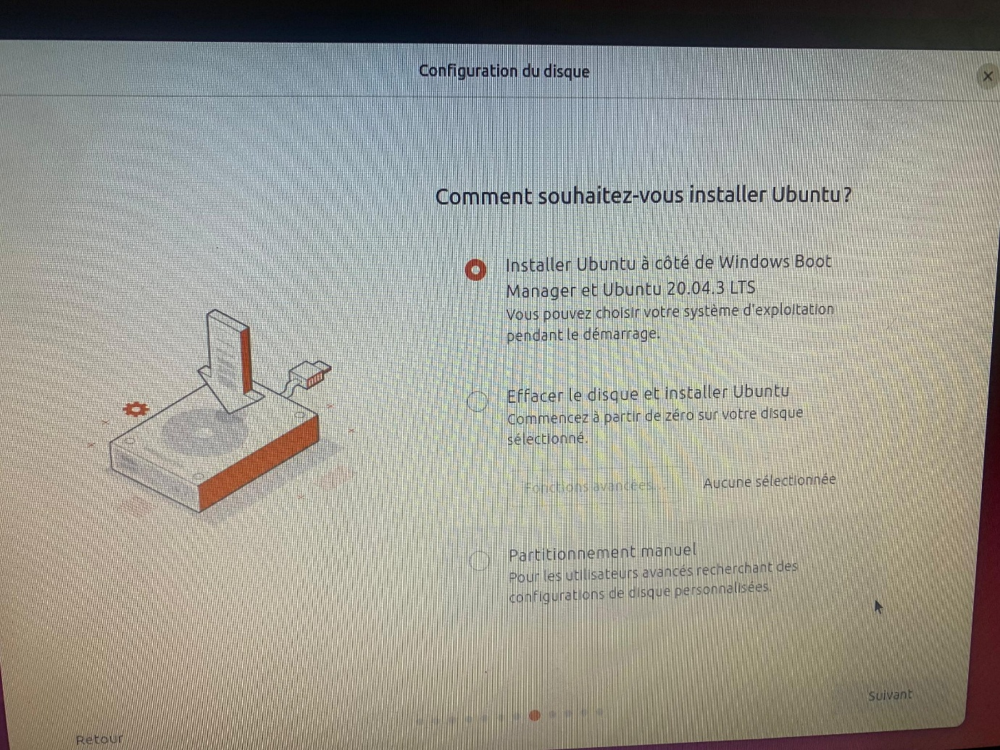 Configuration du disque
Comment souhaitez-vous installer Ubuntu?
Installer Ubuntu à côté de Windows Boot
Manager et Ubuntu 20.04.3 LTS
Vous pouvez choisir votre système d'exploitation
pendant le démarrage.
Effacer le disque et installer Ubuntu
Commencez à partir de zéro sur votre disque
sélectionné.
Fonctions avancées...
Aucune sélectionnée
Partitionnement manuel
Pour les utilisateurs avancés recherchant des
configurations de disque personnalisées.
Suivant
Retour